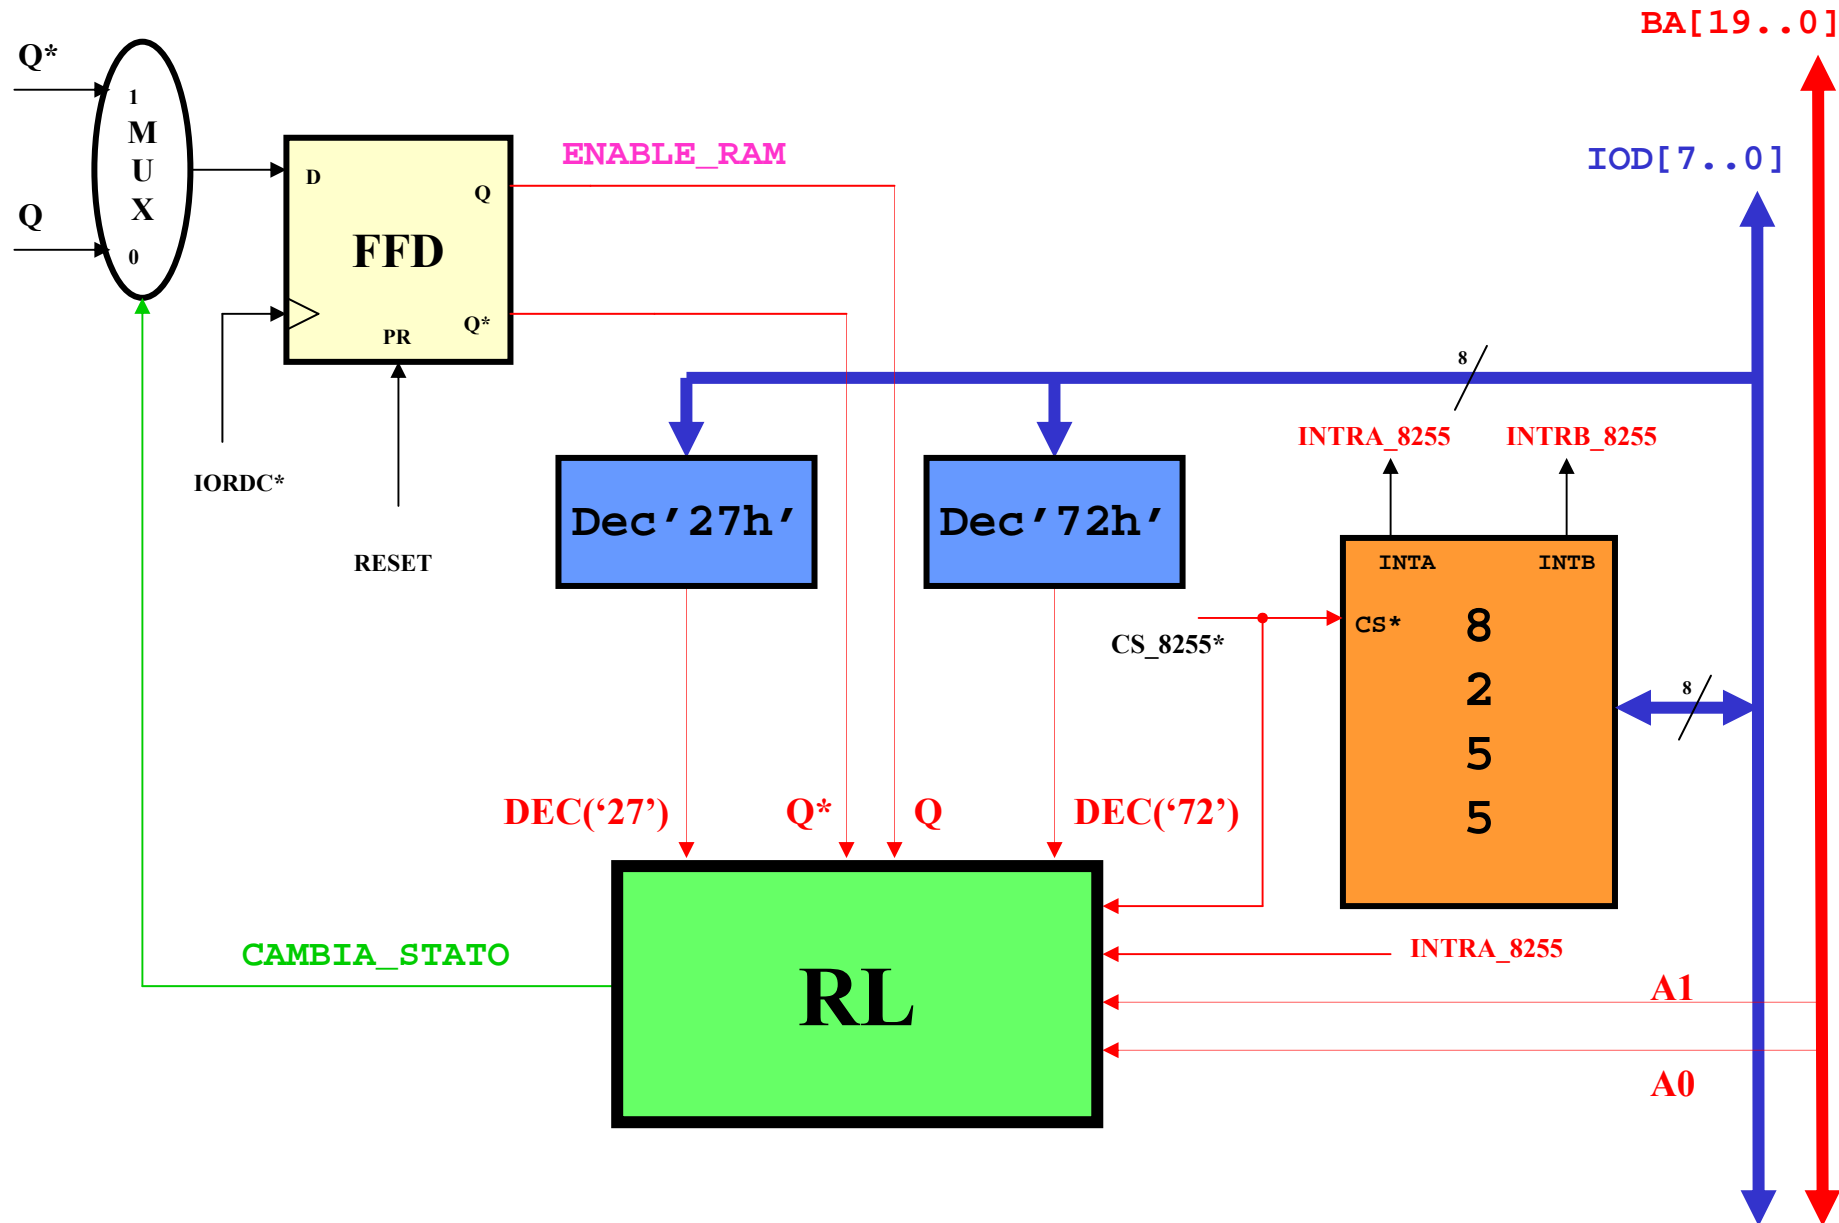 BA[19..0]
Q*
1
M
U
X
0
Q
ENABLE_RAM
IOD[7..0]
D
Q
FFD
Q*
PR
8
INTRA_8255
INTRB_8255
IORDC*
RESET
Dec’27h’
Dec’72h’
INTA
INTB
CS*
8
2
5
5
CS_8255*
8
DEC(‘27’)
Q*
Q
DEC(‘72’)
CAMBIA_STATO
RL
INTRA_8255
A1
A0